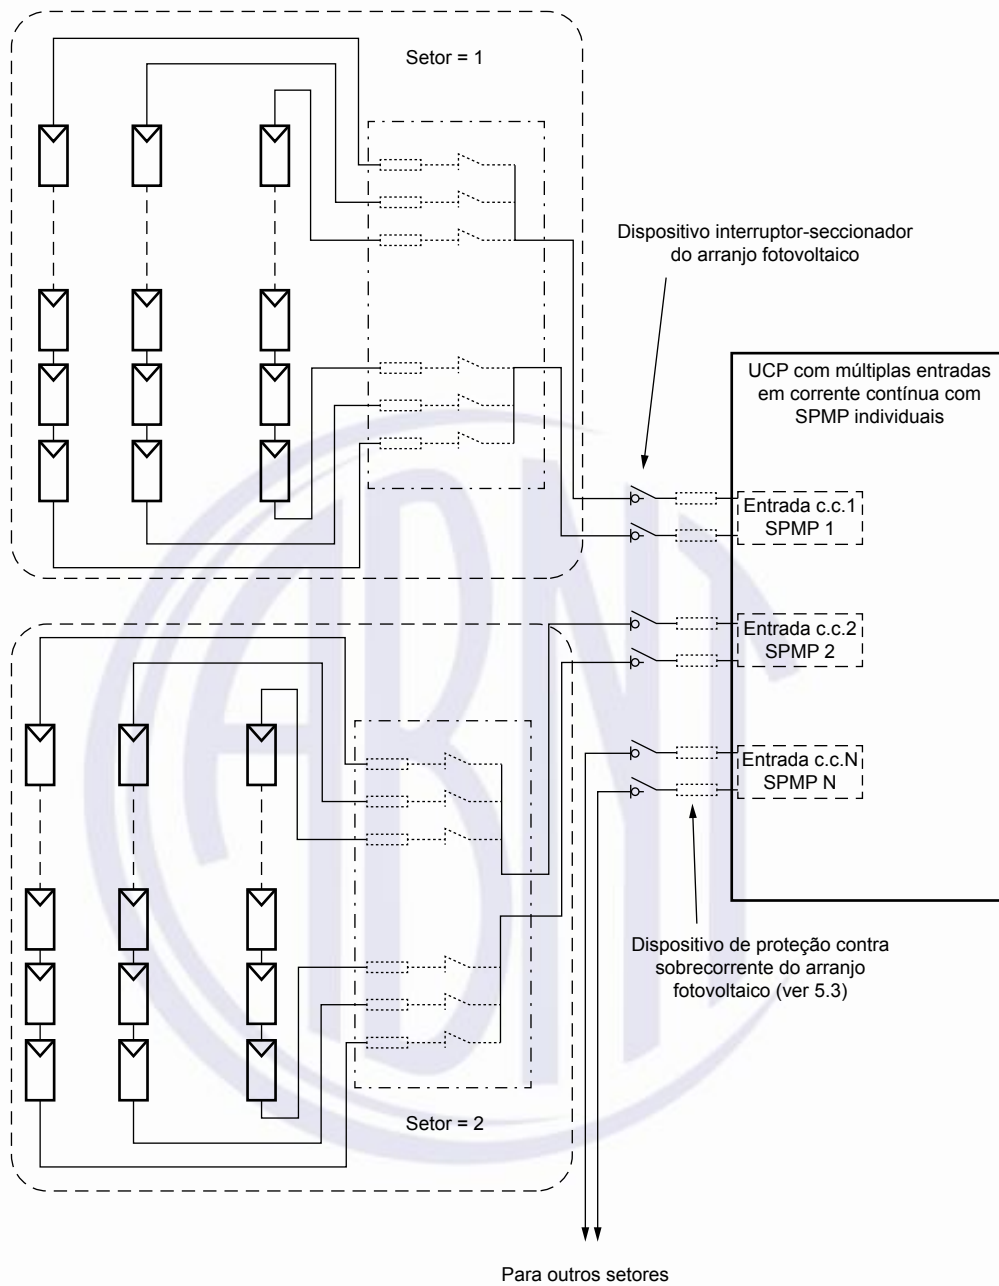 Setor = 1
Dispositivo interruptor-seccionador
do arranjo fotovoltaico
UCP com múltiplas entradas
em corrente contínua com
SPMP individuais
Entrada c.c.1
SPMP 1
Entrada c.c.2
SPMP 2
Entrada c.c.N
SPMP N
Dispositivo de proteção contra
sobrecorrente do arranjo
fotovoltaico (ver 5.3)
Setor = 2
Para outros setores
ABNT